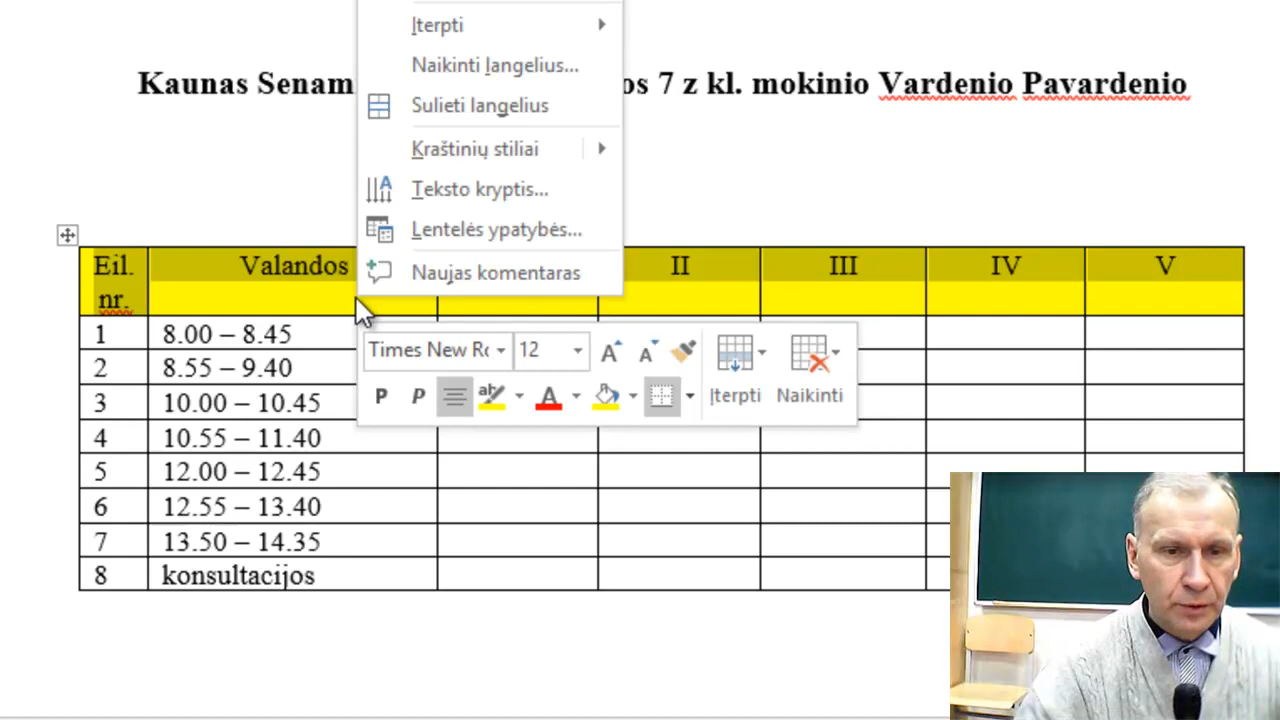 Įterpti
Naikinti langelius...
Kaunas Senam os 7 z kl. mokinio Vardenio Pavardenio
Sulieti langelius
Kraštinių stiliai
Teksto kryptis...
Lentelės ypatybės...
Naujas komentaras
Eil. nr. Valandos II III IV V
1 8.00 – 8.45
2 8.55 – 9.40
3 10.00 – 10.45
4 10.55 – 11.40
5 12.00 – 12.45
6 12.55 – 13.40
7 13.50 – 14.35
8 konsultacijos
Times New Ro 12
P P Įterpti Naikinti